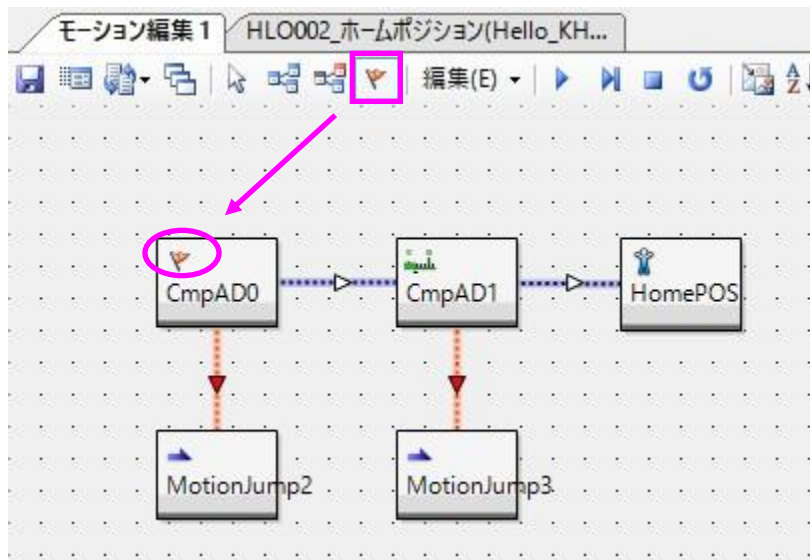 モーション編集 1
HLO002_ホームポジション(Hello_KH...
編集(E)
A
Z
CmpAD0
CmpAD1
HomePOS
MotionJump2
MotionJump3